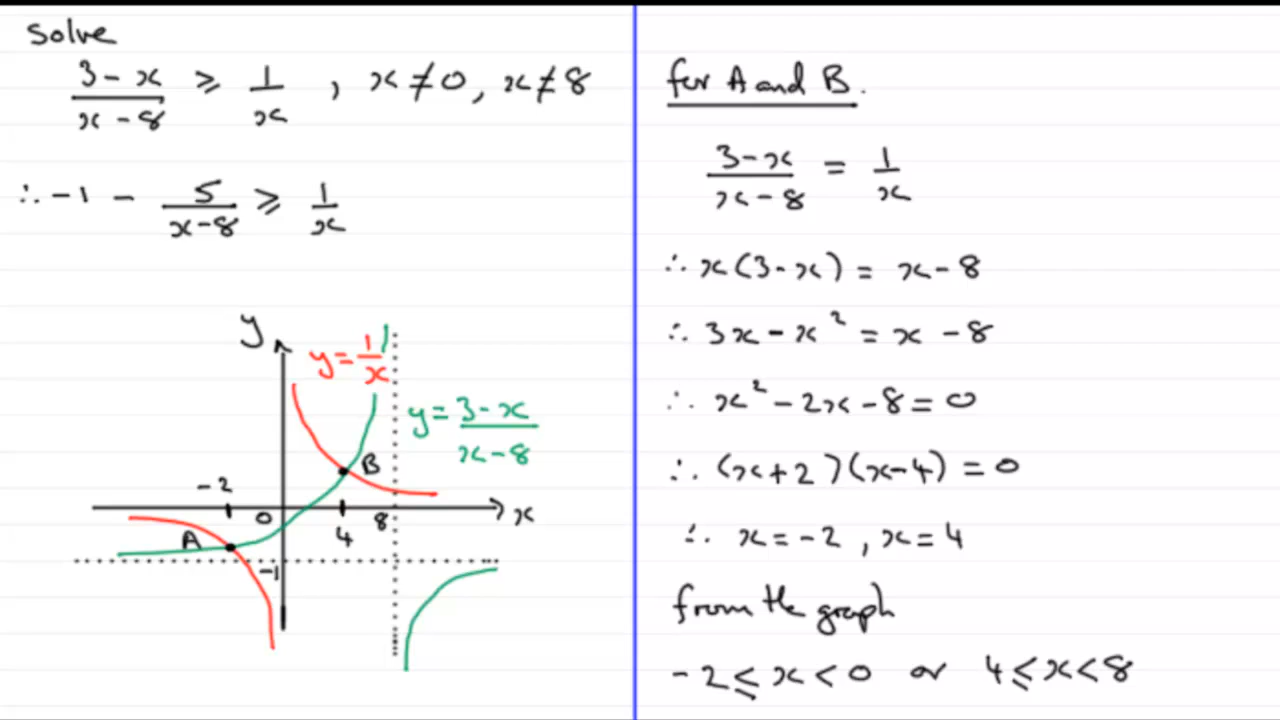 Solve
3-x/x-8 ≥ 1/x , x≠0, x≠8
∴ -1 - 5/x-8 ≥ 1/x
y
y=1/x
y=3-x/x-8
B
-2
0
4
8
x
A
-1
for A and B.
3-x/x-8 = 1/x
∴ x(3-x) = x-8
∴ 3x-x² = x-8
∴ x²-2x-8=0
∴ (x+2)(x-4)=0
∴ x=-2, x=4
from the graph
-2≤x<0 or 4≤x<8